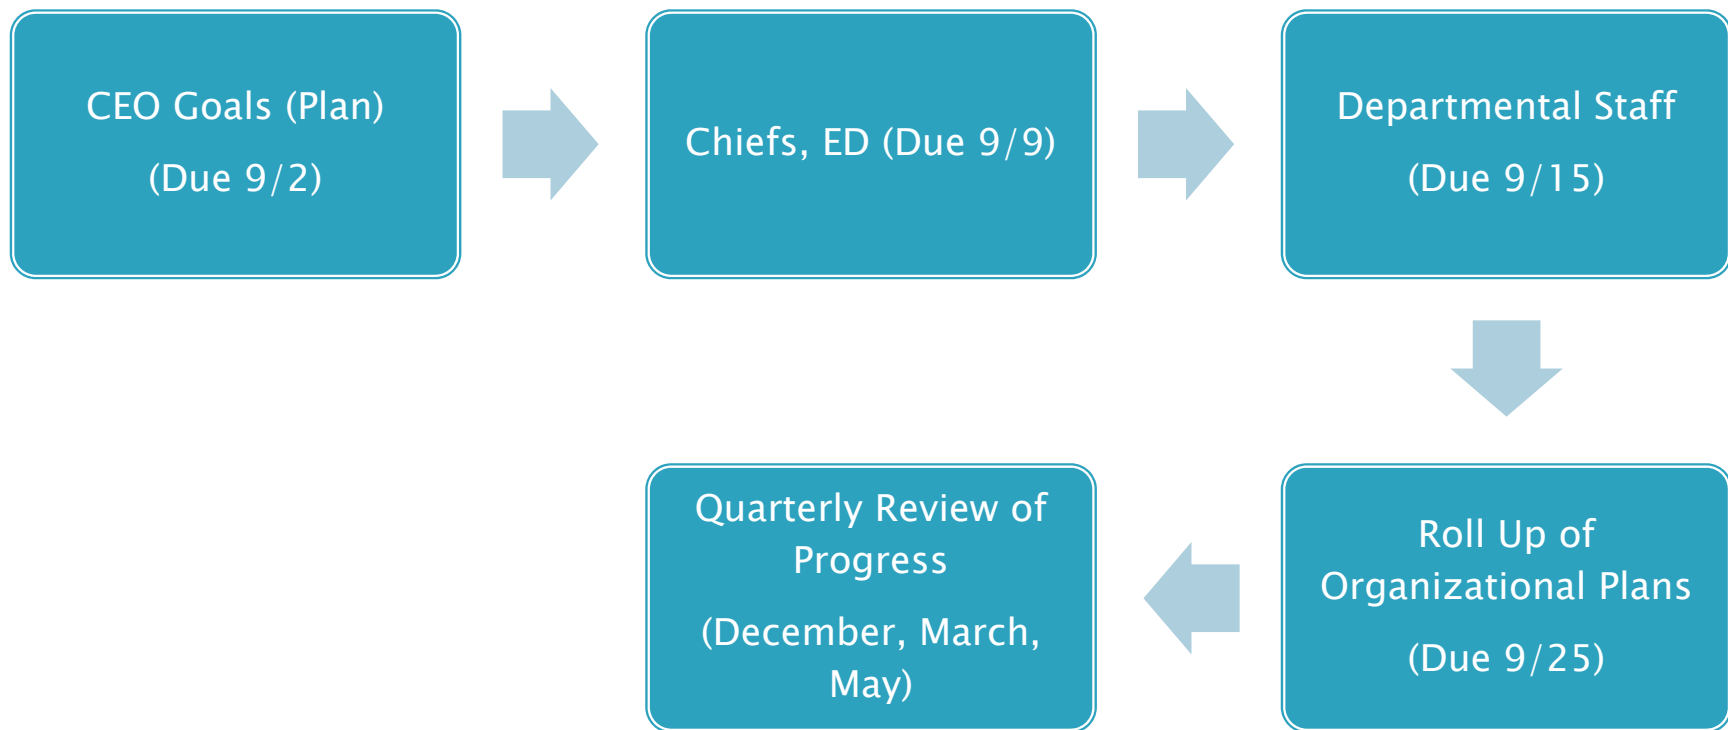 CEO Goals (Plan)
(Due 9/2)
Chiefs, ED (Due 9/9)
Departmental Staff
(Due 9/15)
Roll Up of
Organizational Plans
(Due 9/25)
Quarterly Review of
Progress
(December, March,
May)